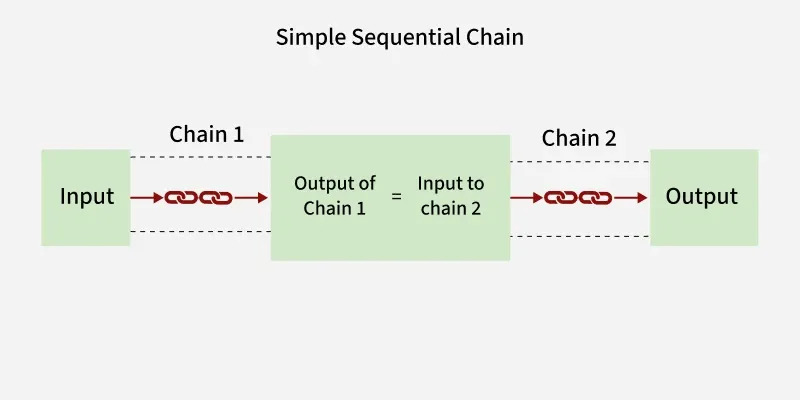 Simple Sequential Chain
Chain 1
Chain 2
Input
Output of
Chain 1
=
Input to
chain 2
Output